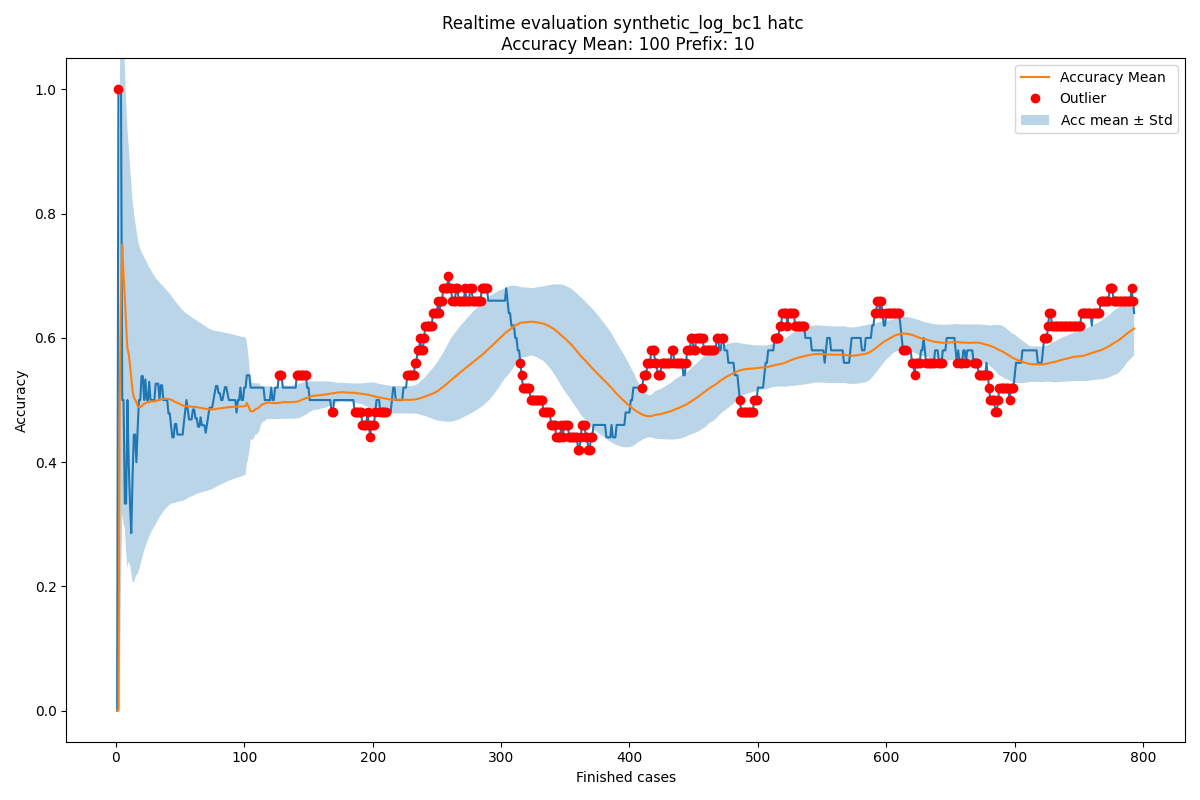 Realtime evaluation synthetic_log_bc1 hatc
Accuracy Mean: 100 Prefix: 10
Accuracy Mean
Outlier
Acc mean ± Std
1.0
0.8
0.6
0.4
0.2
0.0
Accuracy
0 100 200 300 400 500 600 700 800
Finished cases